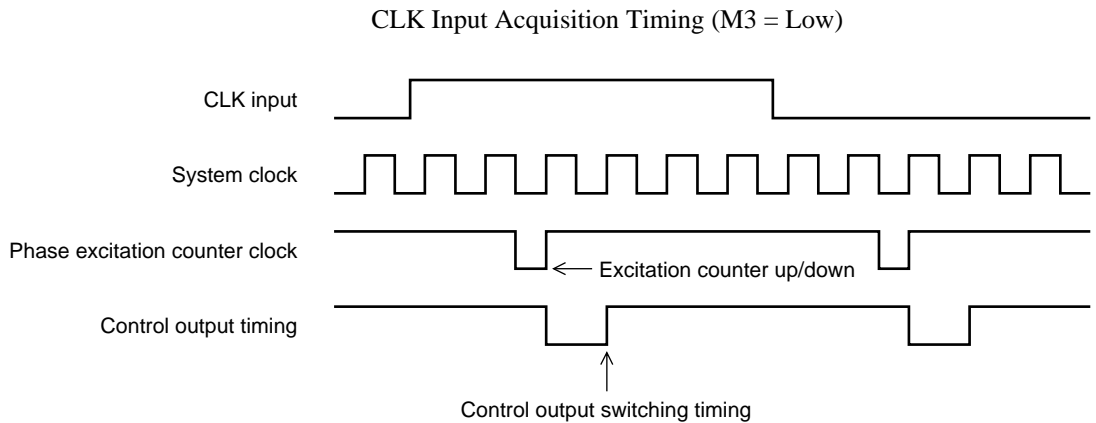 CLK Input Acquisition Timing (M3 = Low)
CLK input
System clock
Phase excitation counter clock
Excitation counter up/down
Control output timing
Control output switching timing